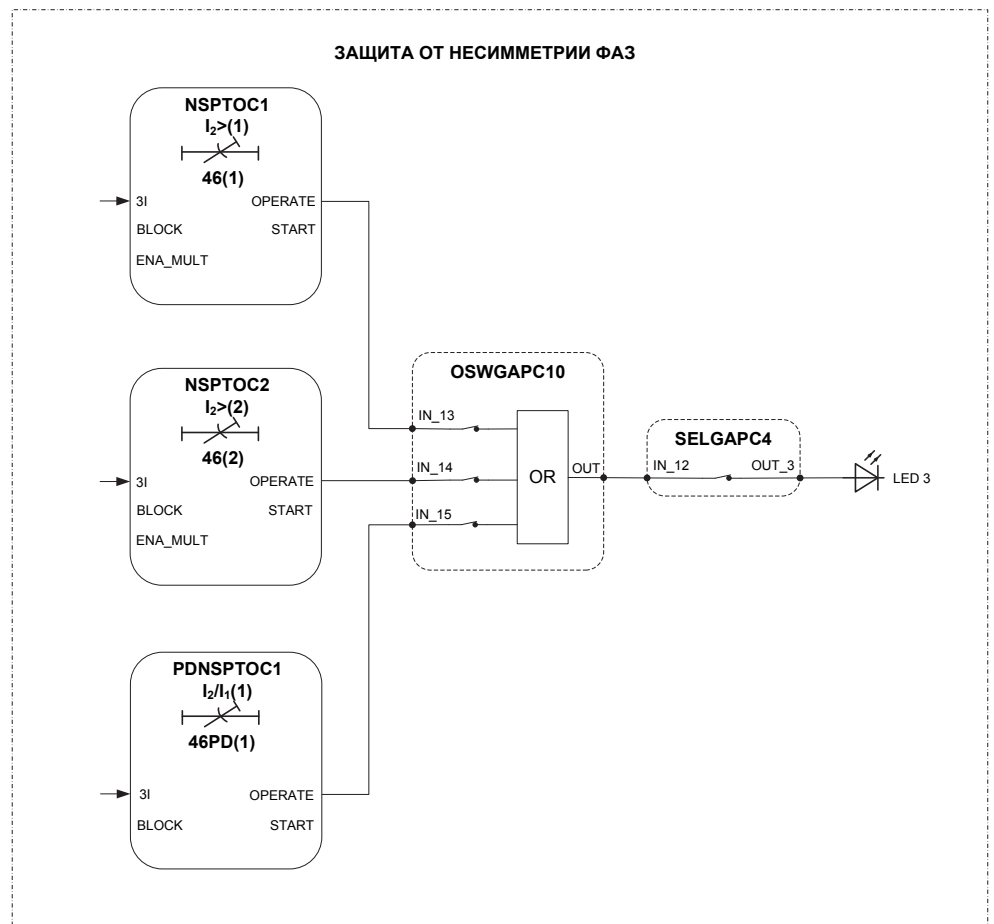 ЗАЩИТА ОТ НЕСИММЕТРИИ ФАЗ
NSPTOC1
I₂>(1)
46(1)
3I OPERATE
BLOCK START
ENA_MULT
NSPTOC2
I₂>(2)
46(2)
3I OPERATE
BLOCK START
ENA_MULT
PDNSPTOC1
I₂/I₁(1)
46PD(1)
3I OPERATE
BLOCK START
OSWGAPC10
IN_13
IN_14
IN_15
OR
OUT
SELGAPC4
IN_12 OUT_3
LED 3